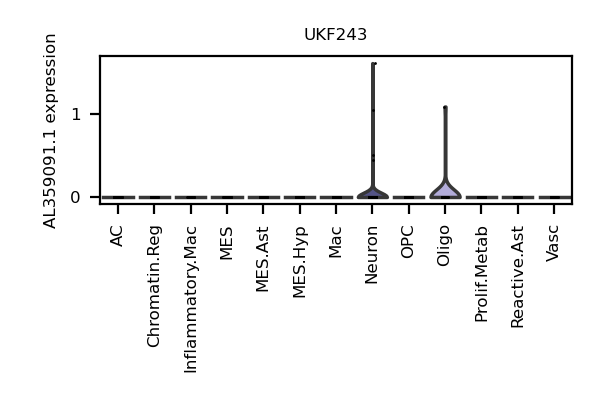 UKF243
AL359091.1 expression
1
0
AC
Chromatin.Reg
Inflammatory.Mac
MES
MES.Ast
MES.Hyp
Mac
Neuron
OPC
Oligo
Prolif.Metab
Reactive.Ast
Vasc